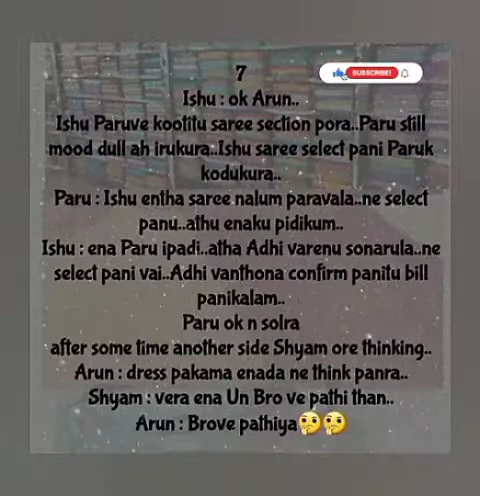 7
SUBSCRIBE!
Ishu : ok Arun..
Ishu Paruve kootitu saree section pora..Paru still
mood dull ah irukura..Ishu saree select pani Paruk
kodukura..
Paru : Ishu entha saree nalum paravala..ne select
panu..athu enaku pidikum..
Ishu : ena Paru ipadi..atha Adhi varenu sonarula..ne
select pani vai..Adhi vanthona confirm panitu bill
panikalam..
Paru ok n solra
after some time another side Shyam ore thinking..
Arun : dress pakama enada ne think panra..
Shyam : vera ena Un Bro ve pathi than..
Arun : Brove pathiya🤔🤔